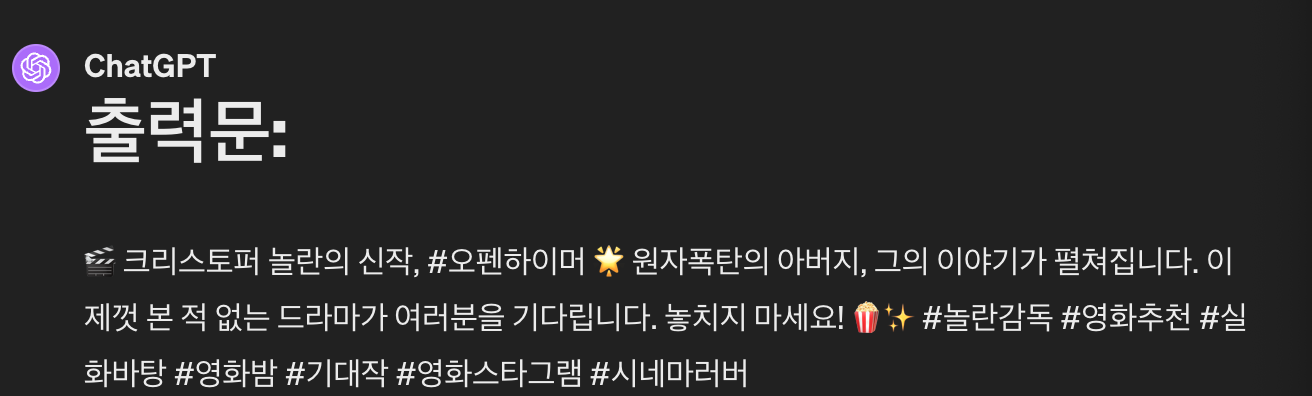 ChatGPT
출력문:
🎬 크리스토퍼 놀란의 신작, #오펜하이머 🌟 원자폭탄의 아버지, 그의 이야기가 펼쳐집니다. 이
제껏 본 적 없는 드라마가 여러분을 기다립니다. 놓치지 마세요! 🍿✨ #놀란감독 #영화추천 #실
화바탕 #영화밤 #기대작 #영화스타그램 #시네마러버